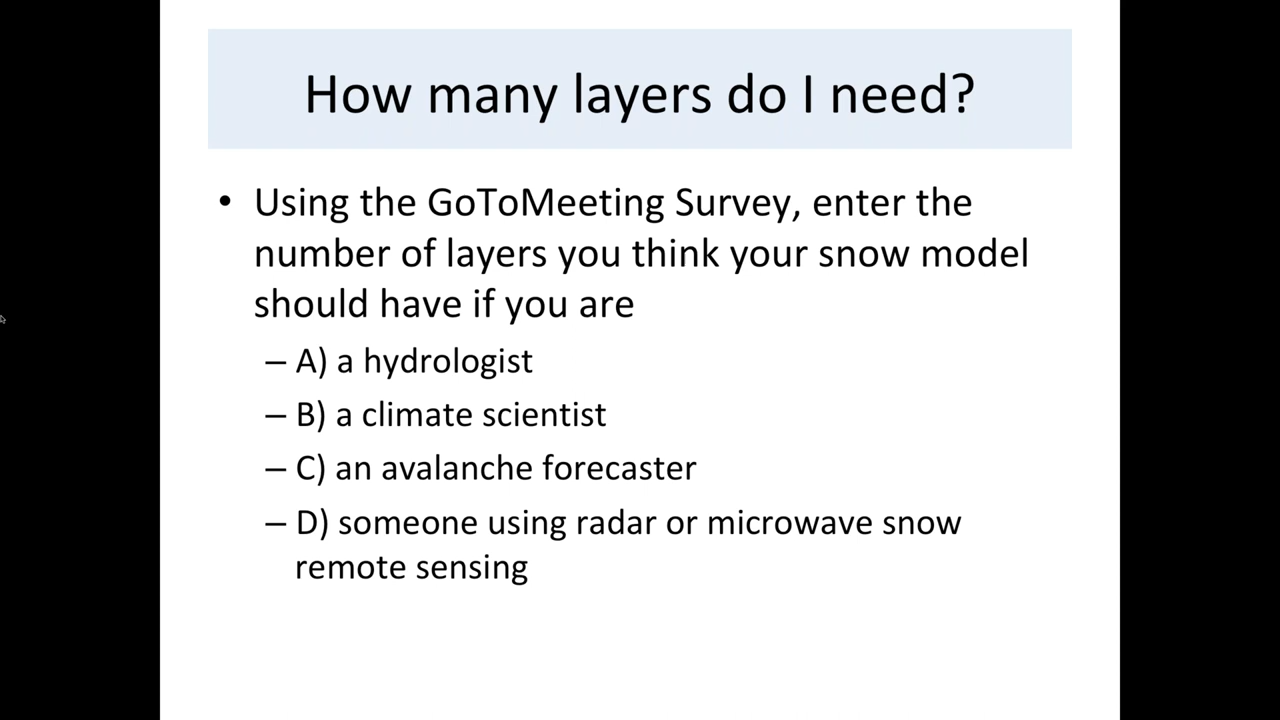 How many layers do I need?
• Using the GoToMeeting Survey, enter the
number of layers you think your snow model
should have if you are
– A) a hydrologist
– B) a climate scientist
– C) an avalanche forecaster
– D) someone using radar or microwave snow
remote sensing